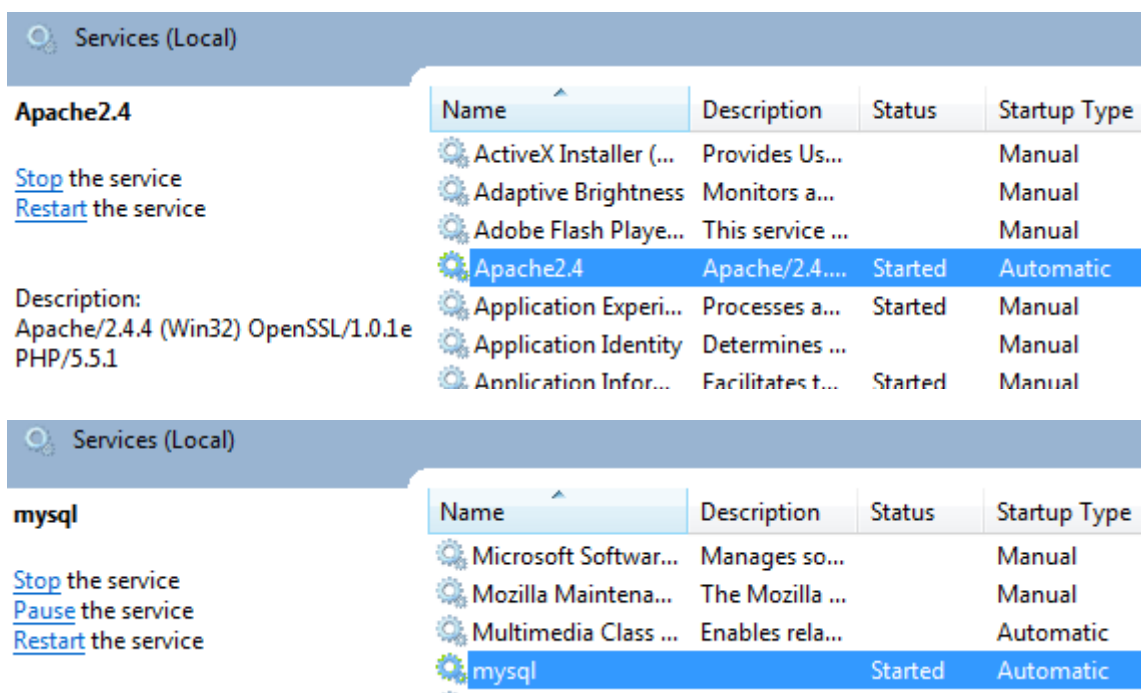 Services (Local)
Apache2.4
Stop the service
Restart the service
Description:
Apache/2.4.4 (Win32) OpenSSL/1.0.1e
PHP/5.5.1
Name Description Status Startup Type
ActiveX Installer (... Provides Us... Manual
Adaptive Brightness Monitors a... Manual
Adobe Flash Playe... This service ... Manual
Apache2.4 Apache/2.4.... Started Automatic
Application Experi... Processes a... Started Manual
Application Identity Determines ... Manual
Application Infor... Facilitates t... Started Manual
Services (Local)
mysql
Stop the service
Pause the service
Restart the service
Name Description Status Startup Type
Microsoft Softwar... Manages so... Manual
Mozilla Maintena... The Mozilla ... Manual
Multimedia Class ... Enables rela... Automatic
mysql Started Automatic